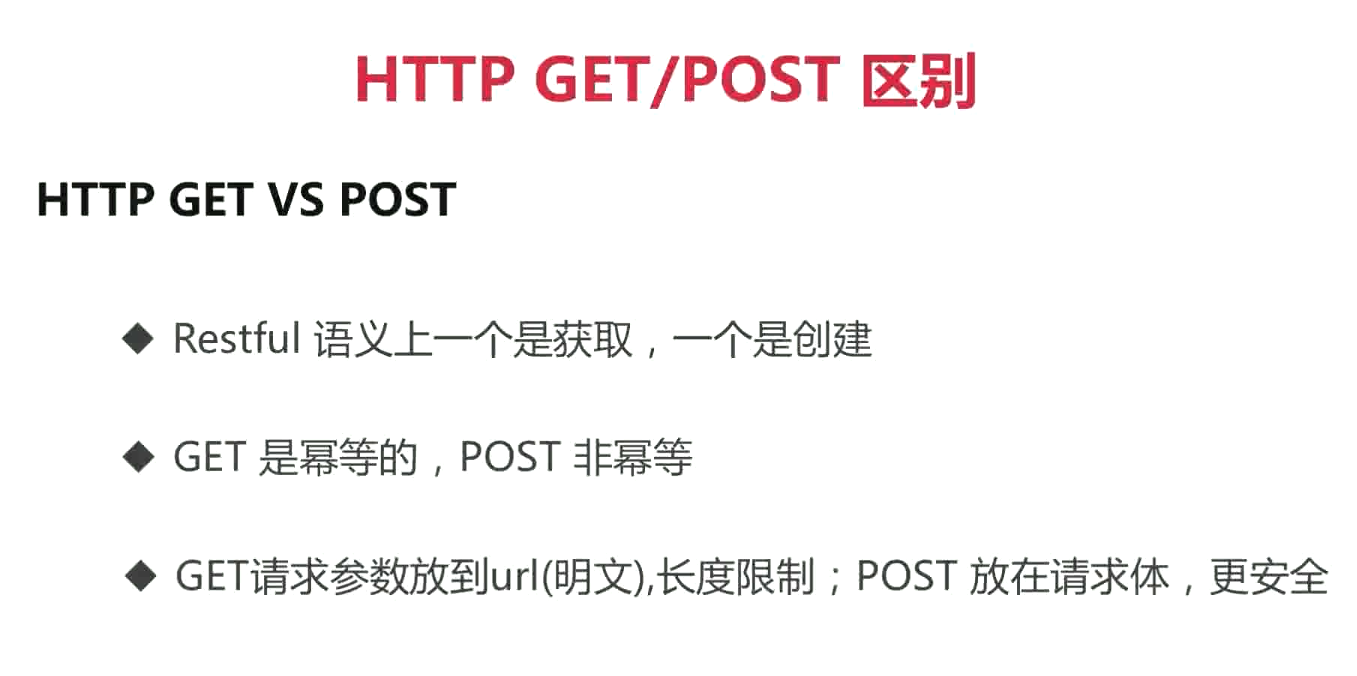 HTTP GET/POST 区别
HTTP GET VS POST
◆ Restful 语义上一个是获取，一个是创建
◆ GET 是幂等的，POST 非幂等
◆ GET请求参数放到url(明文),长度限制；POST 放在请求体，更安全